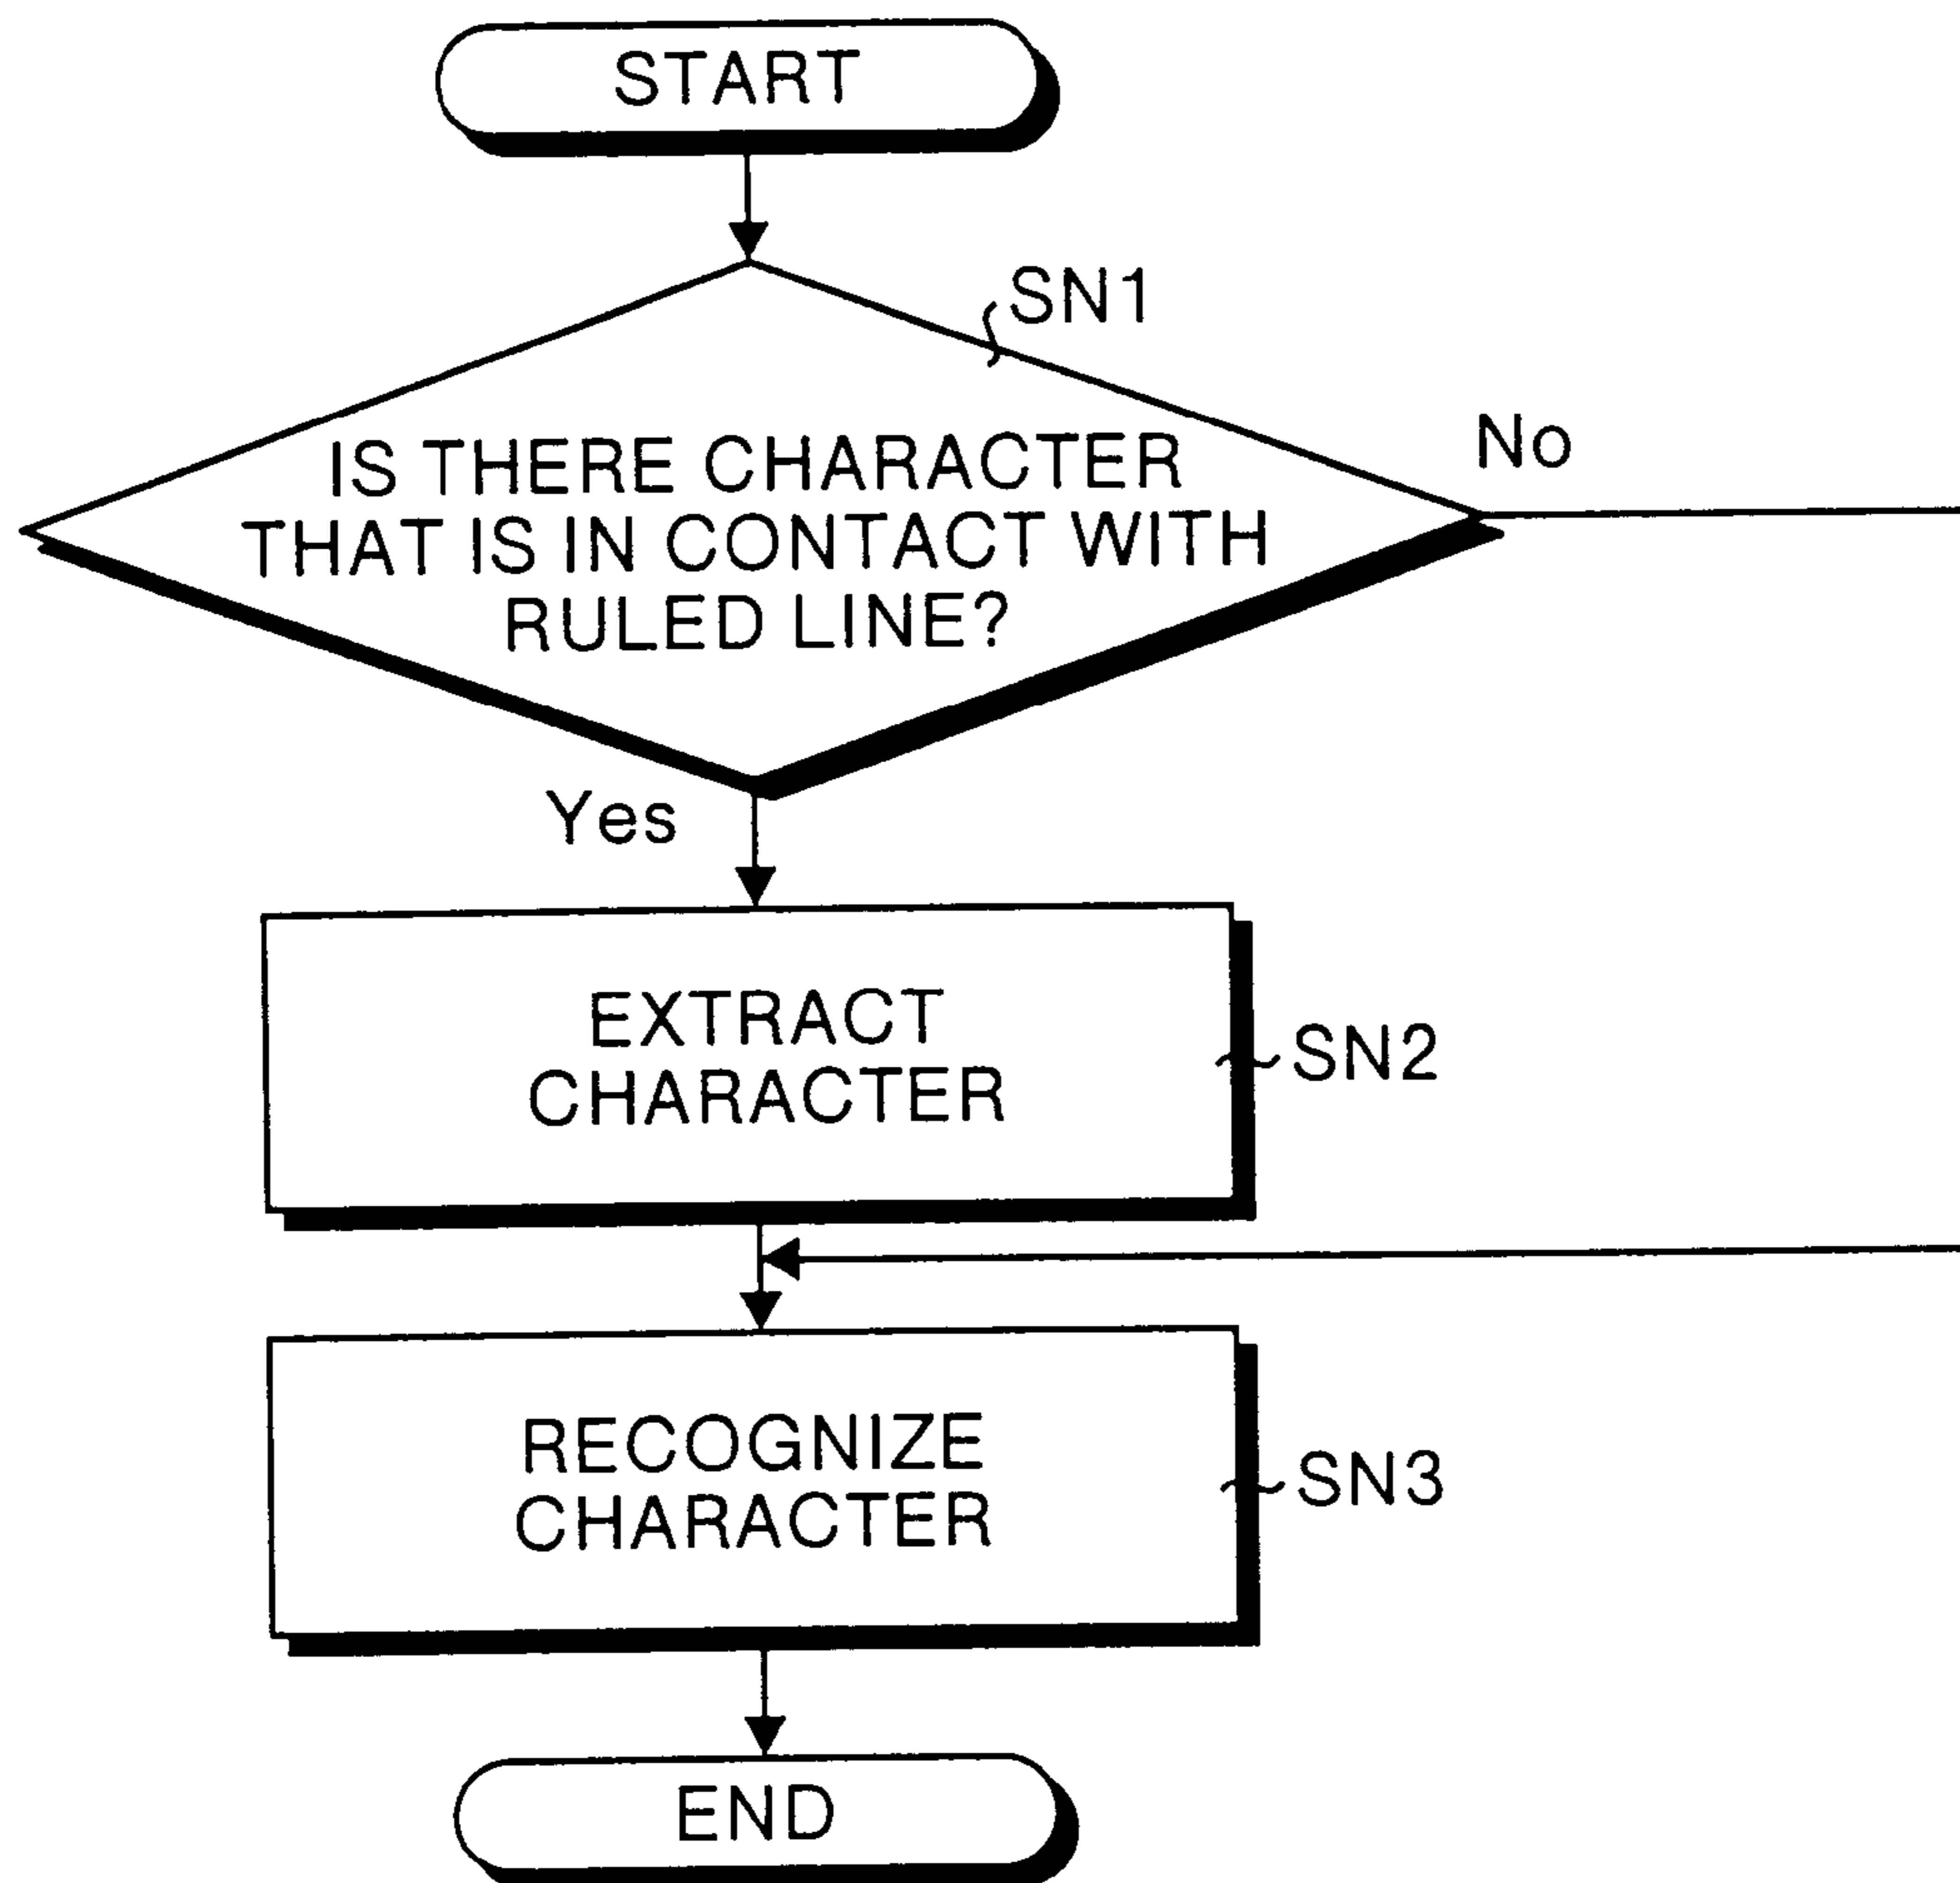 START
SN1
No
IS THERE CHARACTER
THAT IS IN CONTACT WITH
RULED LINE?
Yes
EXTRACT
CHARACTER
SN2
RECOGNIZE
CHARACTER
SN3
END